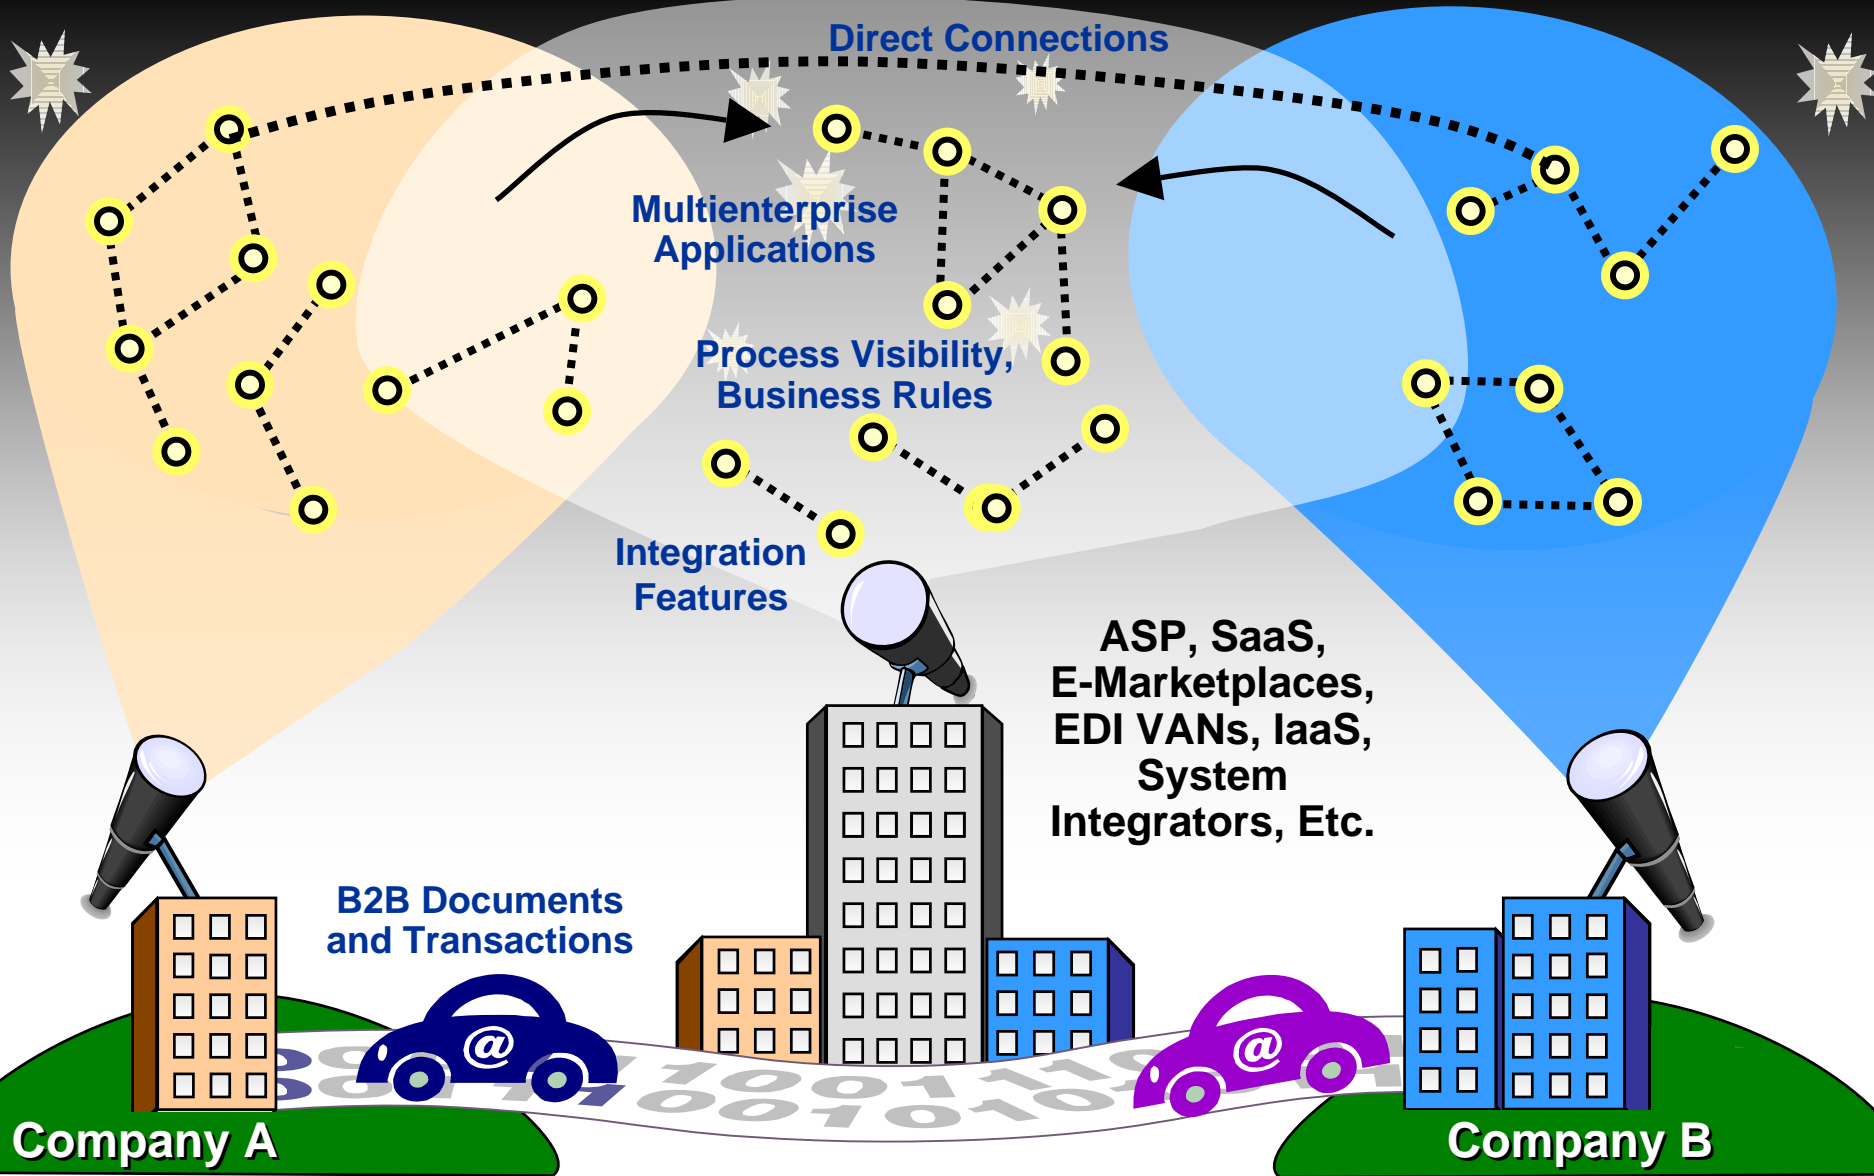 Direct Connections
Multienterprise
Applications
Process Visibility,
Business Rules
Integration
Features
ASP, SaaS,
E-Marketplaces,
EDI VANs, IaaS,
System
Integrators, Etc.
B2B Documents
and Transactions
@
@
Company A
Company B